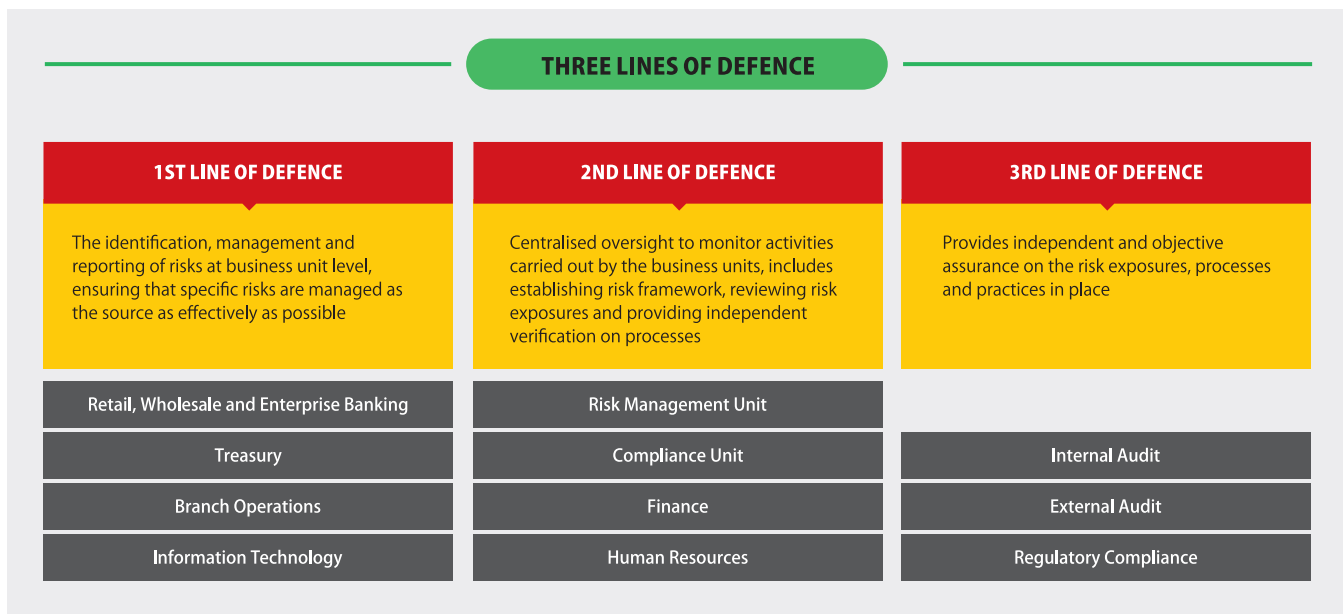 THREE LINES OF DEFENCE
1ST LINE OF DEFENCE
The identification, management and
reporting of risks at business unit level,
ensuring that specific risks are managed as
the source as effectively as possible
Retail, Wholesale and Enterprise Banking
Treasury
Branch Operations
Information Technology
2ND LINE OF DEFENCE
Centralised oversight to monitor activities
carried out by the business units, includes
establishing risk framework, reviewing risk
exposures and providing independent
verification on processes
Risk Management Unit
Compliance Unit
Finance
Human Resources
3RD LINE OF DEFENCE
Provides independent and objective
assurance on the risk exposures, processes
and practices in place
Internal Audit
External Audit
Regulatory Compliance